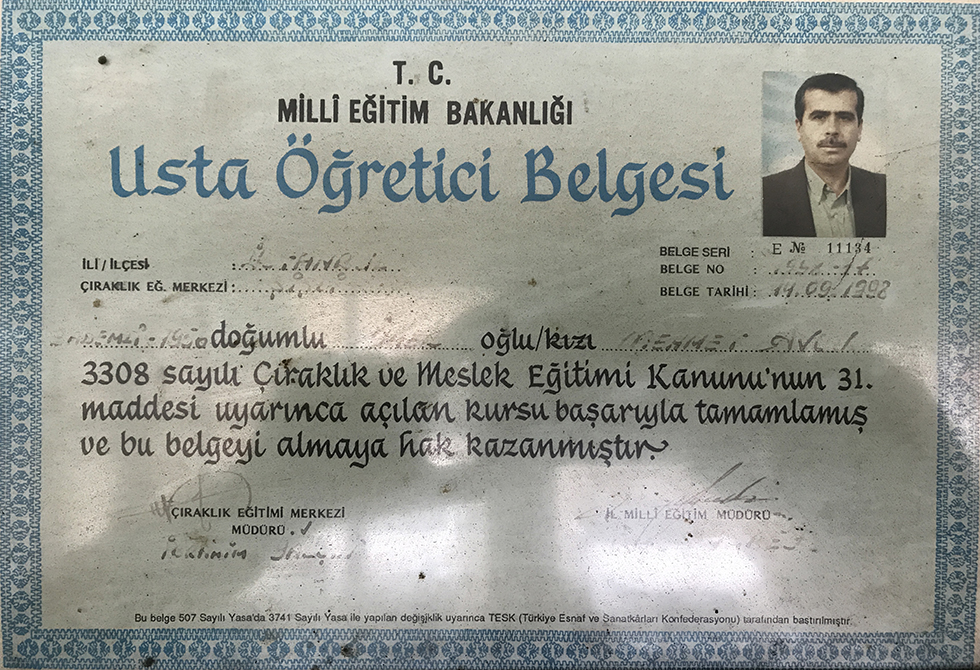 T. C.
MİLLÎ EĞİTİM BAKANLIĞI
Usta Öğretici Belgesi
İLİ / İLÇESİ :
ÇIRAKLIK EĞ. MERKEZİ :
BELGE SERİ : E № 11134
BELGE NO :
BELGE TARİHİ : 14.09.1998
doğumlu oğlu/kızı MEHMET AVCI
3308 sayılı Çıraklık ve Meslek Eğitimi Kanunu'nun 31.
maddesi uyarınca açılan kursu başarıyla tamamlamış
ve bu belgeyi almaya hak kazanmıştır.
ÇIRAKLIK EĞİTİMİ MERKEZİ
MÜDÜRÜ
İL MİLLÎ EĞİTİM MÜDÜRÜ
Bu belge 507 Sayılı Yasa'da 3741 Sayılı Yasa ile yapılan değişiklik uyarınca TESK (Türkiye Esnaf ve Sanatkârları Konfederasyonu) tarafından bastırılmıştır.